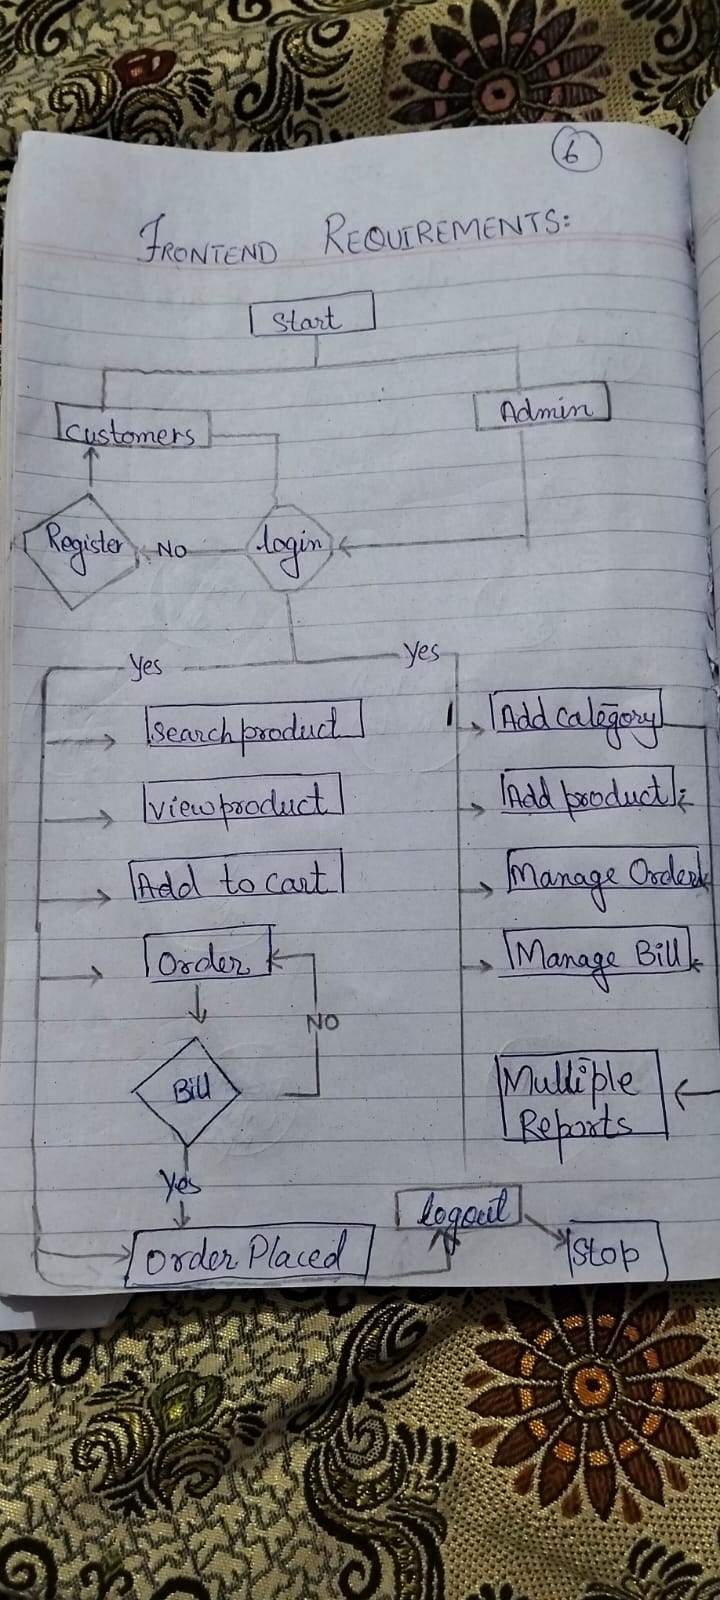 6
FRONTEND REQUIREMENTS:
Start
Customers
Admin
Register
NO
login
Yes
Yes
Search product
Add category
view product
Add product
Add to cart
Manage Order
Order
Manage Bill
NO
Bill
Multiple
Reports
Yes
logout
Order Placed
Stop